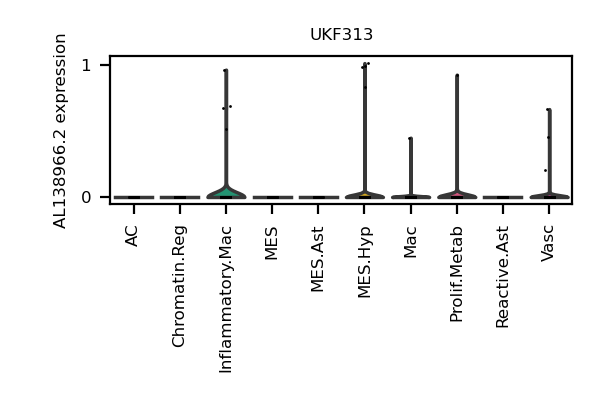 UKF313
AL138966.2 expression
1
0
AC
Chromatin.Reg
Inflammatory.Mac
MES
MES.Ast
MES.Hyp
Mac
Prolif.Metab
Reactive.Ast
Vasc